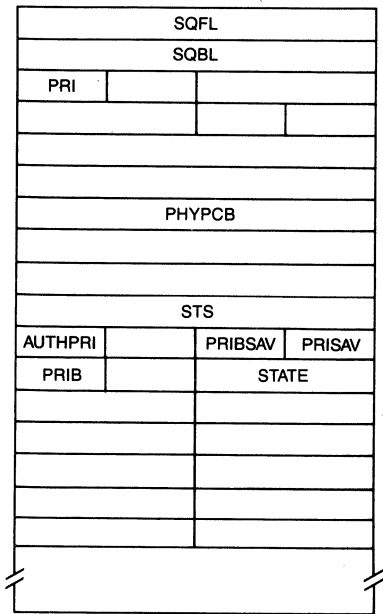 SQFL
SQBL
PRI
PHYPCB
STS
AUTHPRI PRIBSAV PRISAV
PRIB STATE